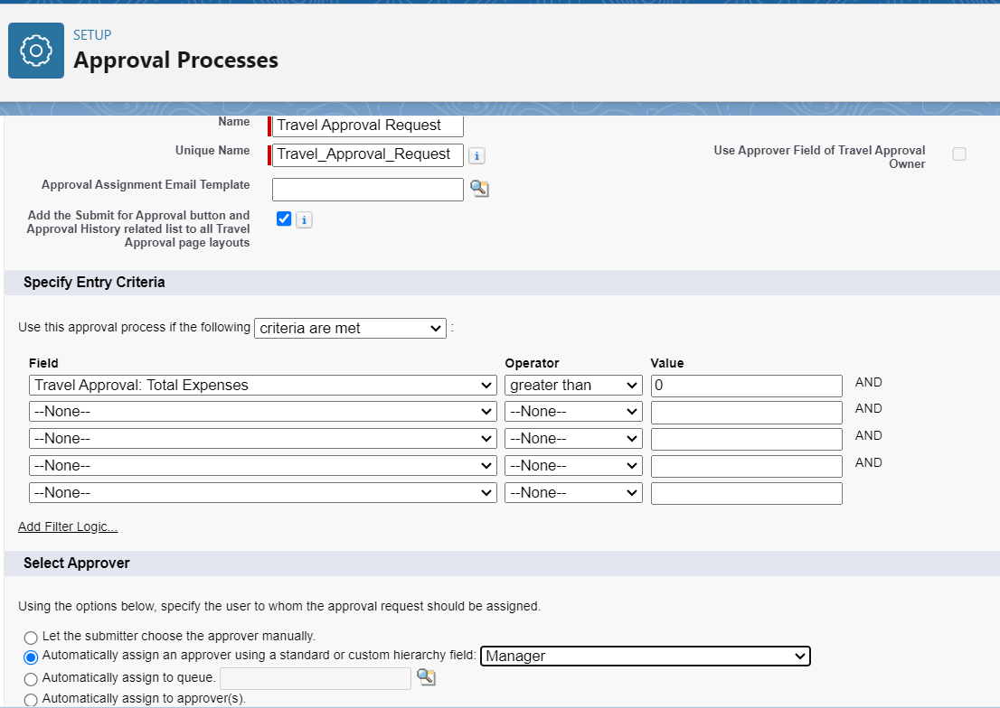 SETUP
Approval Processes
Name
Travel Approval Request
Unique Name
Travel_Approval_Request
i
Use Approver Field of Travel Approval
Owner
Approval Assignment Email Template
Add the Submit for Approval button and
Approval History related list to all Travel
Approval page layouts
i
Specify Entry Criteria
Use this approval process if the following criteria are met :
Field Operator Value
Travel Approval: Total Expenses greater than 0 AND
--None-- --None-- AND
--None-- --None-- AND
--None-- --None-- AND
--None-- --None--
Add Filter Logic...
Select Approver
Using the options below, specify the user to whom the approval request should be assigned.
Let the submitter choose the approver manually.
Automatically assign an approver using a standard or custom hierarchy field: Manager
Automatically assign to queue.
Automatically assign to approver(s).